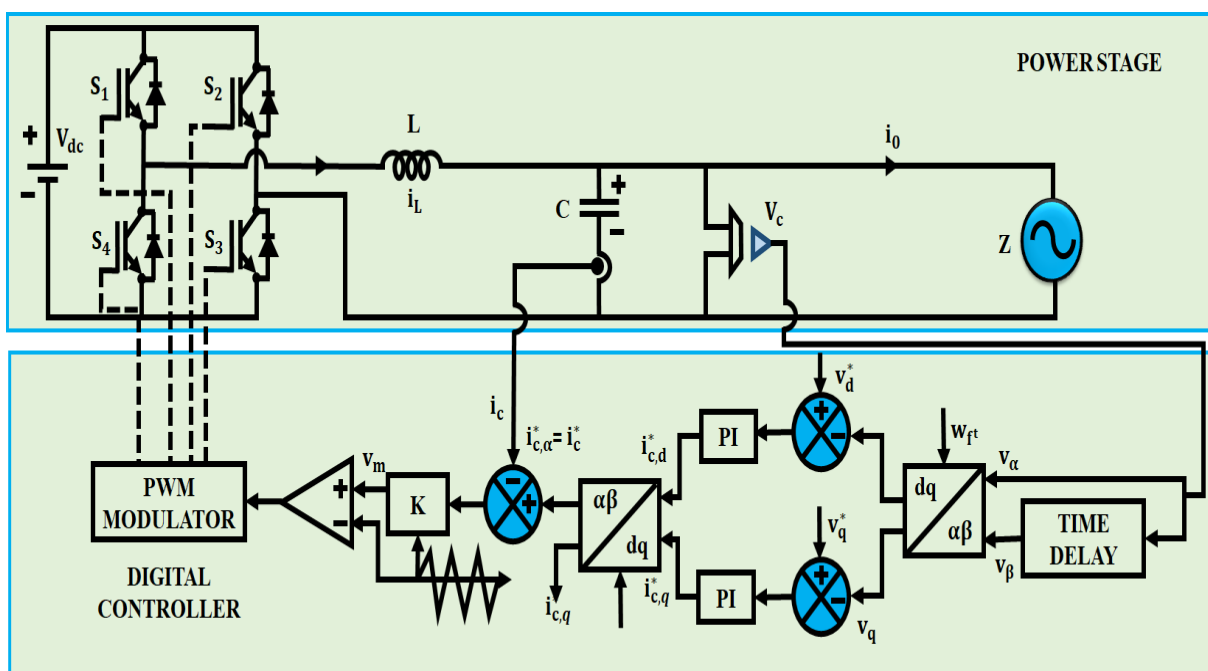 POWER STAGE
S1
S2
+
Vdc
-
L
iL
i0
C
+
-
Vc
Z
S4
S3
ic
i*c,α = i*c
vm
PWM
MODULATOR
+
-
K
-
+
αβ
dq
i*c,d
i*c,q
ic,q
PI
PI
v*d
+
-
v*q
+
-
vq
wft
dq
αβ
vα
vβ
TIME
DELAY
DIGITAL
CONTROLLER